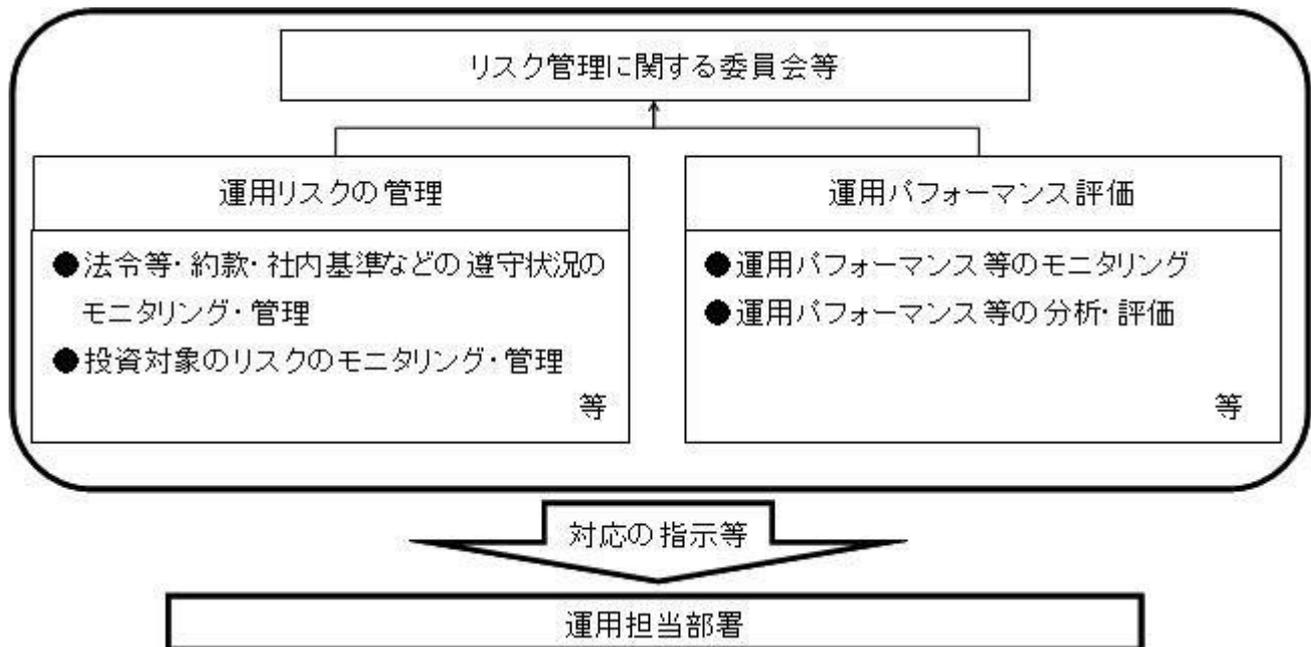 リスク管理に関する委員会等
運用リスクの管理
●法令等・約款・社内基準などの遵守状況の
モニタリング・管理
●投資対象のリスクのモニタリング・管理
等
運用パフォーマンス評価
●運用パフォーマンス等のモニタリング
●運用パフォーマンス等の分析・評価
等
対応の指示等
運用担当部署